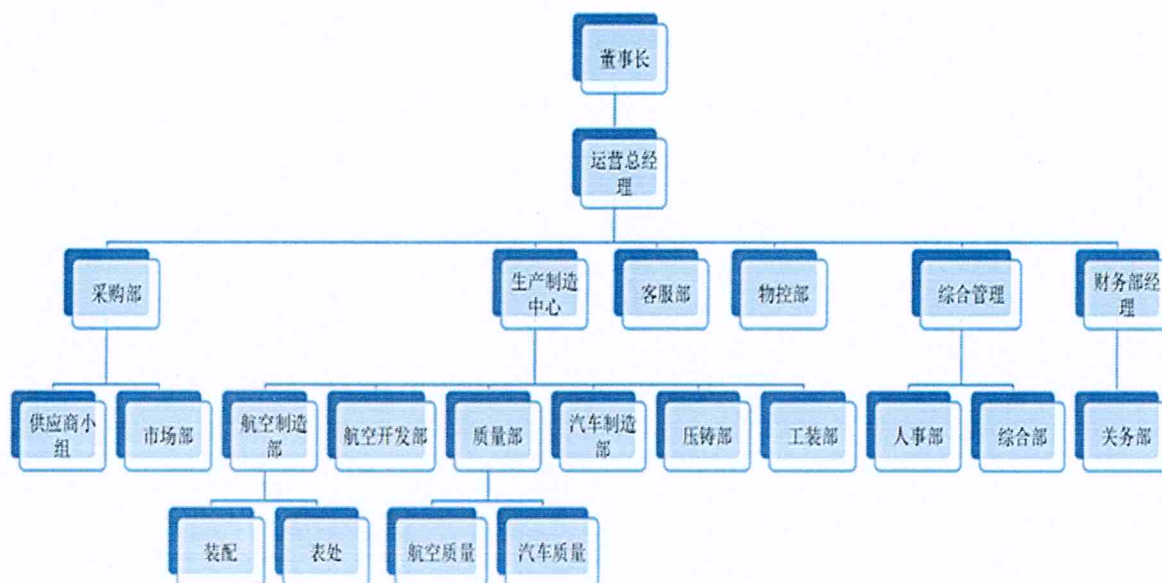 董事长
运营总经
理
采购部
生产制造
中心
客服部
物控部
综合管理
财务部经
理
供应商小
组
市场部
航空制造
部
航空开发部
质量部
汽车制造
部
压铸部
工装部
人事部
综合部
关务部
装配
表处
航空质量
汽车质量